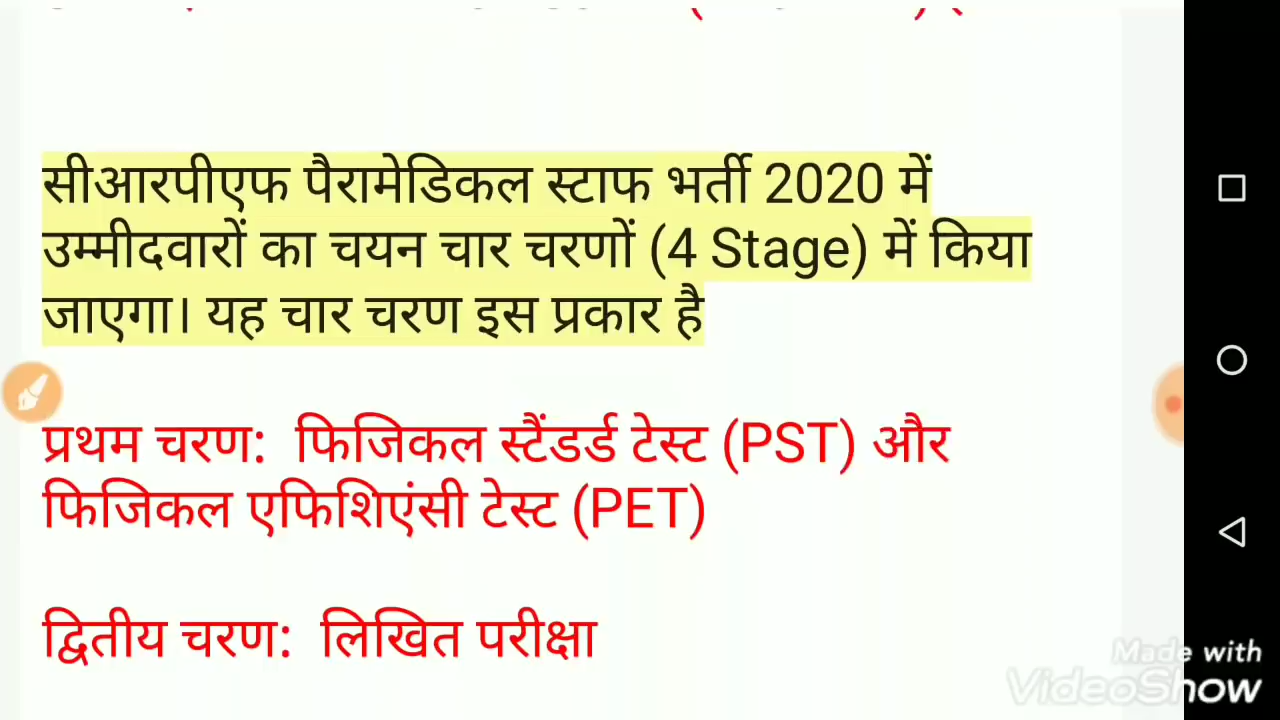 सीआरपीएफ पैरामेडिकल स्टाफ भर्ती 2020 में
उम्मीदवारों का चयन चार चरणों (4 Stage) में किया
जाएगा। यह चार चरण इस प्रकार है
प्रथम चरण: फिजिकल स्टैंडर्ड टेस्ट (PST) और
फिजिकल एफिशिएंसी टेस्ट (PET)
द्वितीय चरण: लिखित परीक्षा
Made with
VideoShow